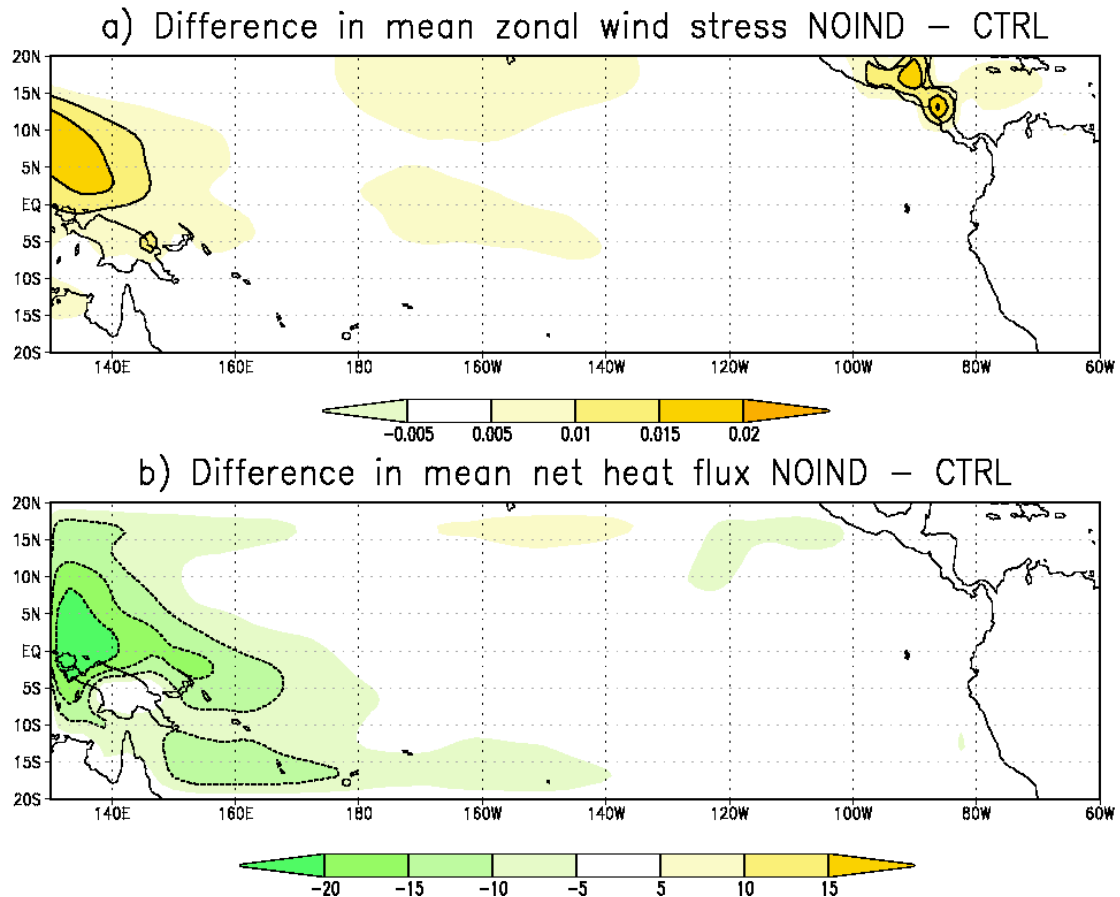 a) Difference in mean zonal wind stress NOIND − CTRL
20N
15N
10N
5N
EQ
5S
10S
15S
20S
140E 160E 180 160W 140W 120W 100W 80W 60W
−0.005 0.005 0.01 0.015 0.02
b) Difference in mean net heat flux NOIND − CTRL
20N
15N
10N
5N
EQ
5S
10S
15S
20S
140E 160E 180 160W 140W 120W 100W 80W 60W
−20 −15 −10 −5 5 10 15